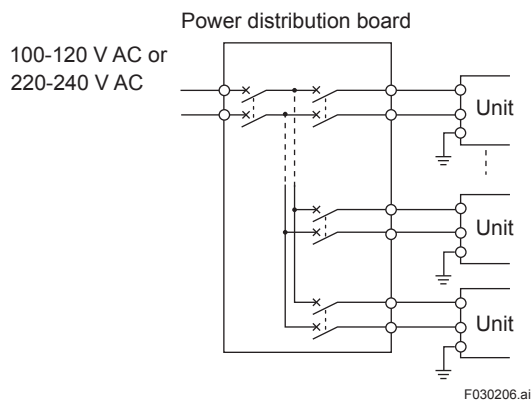 Power distribution board
100-120 V AC or
220-240 V AC
Unit
Unit
Unit
F030206.ai